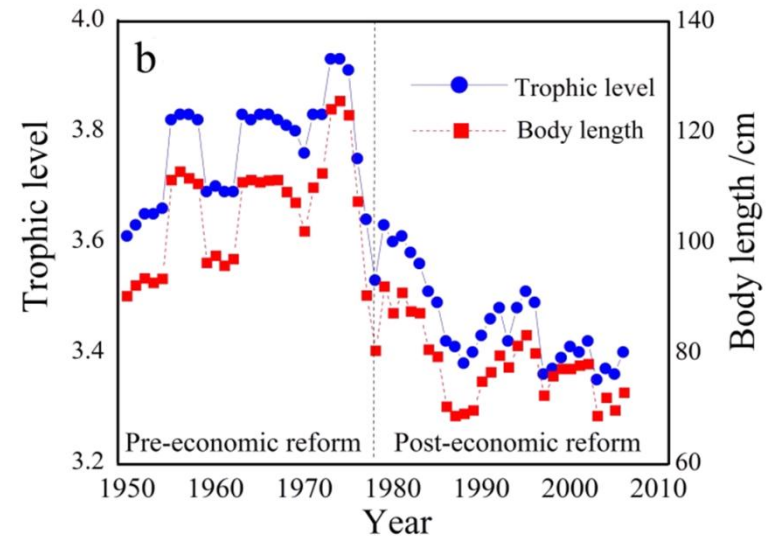 b
Trophic level
Body length
4.0
3.8
3.6
3.4
3.2
Trophic level
140
120
100
80
60
Body length /cm
Pre-economic reform
Post-economic reform
1950
1960
1970
1980
1990
2000
2010
Year